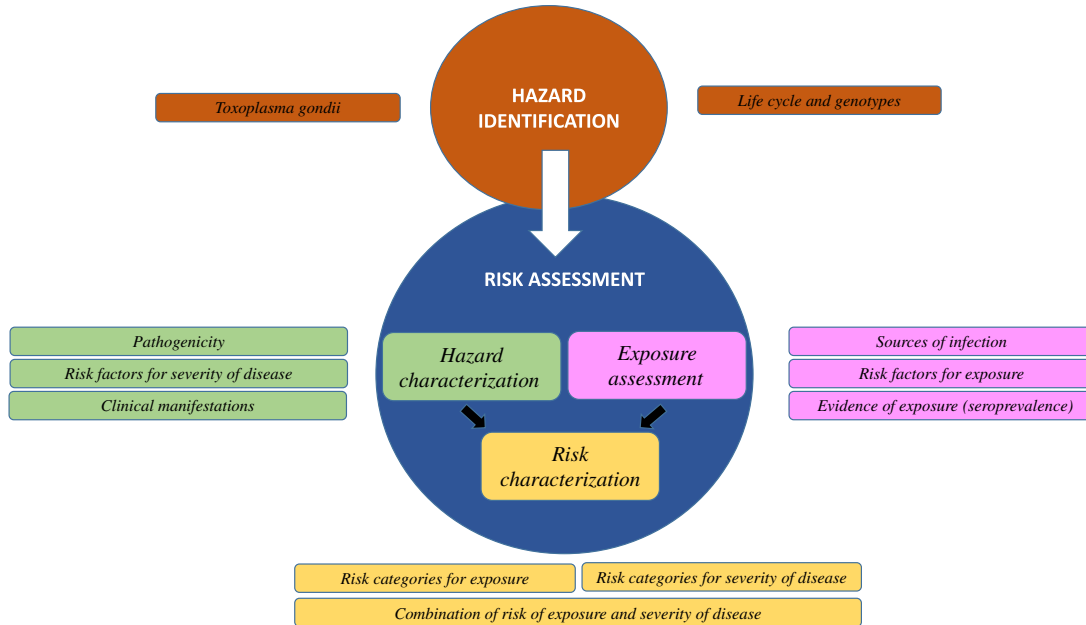 HAZARD
IDENTIFICATION
Toxoplasma gondii
Life cycle and genotypes
RISK ASSESSMENT
Pathogenicity
Risk factors for severity of disease
Clinical manifestations
Hazard
characterization
Exposure
assessment
Sources of infection
Risk factors for exposure
Evidence of exposure (seroprevalence)
Risk
characterization
Risk categories for exposure
Risk categories for severity of disease
Combination of risk of exposure and severity of disease